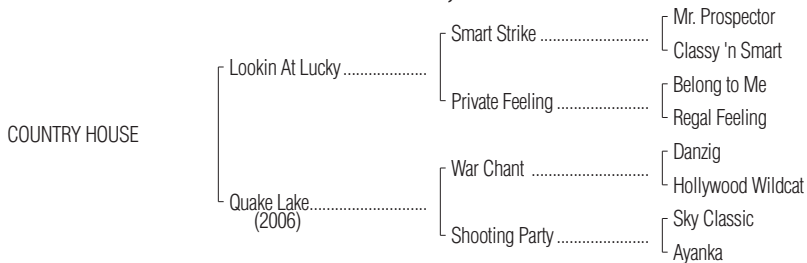 Mr. Prospector
Smart Strike ......................
Classy 'n Smart
Lookin At Lucky....................
Belong to Me
Private Feeling ...................
Regal Feeling
COUNTRY HOUSE
Danzig
War Chant ........................
Hollywood Wildcat
Quake Lake............................
(2006)
Sky Classic
Shooting Party ...................
Ayanka